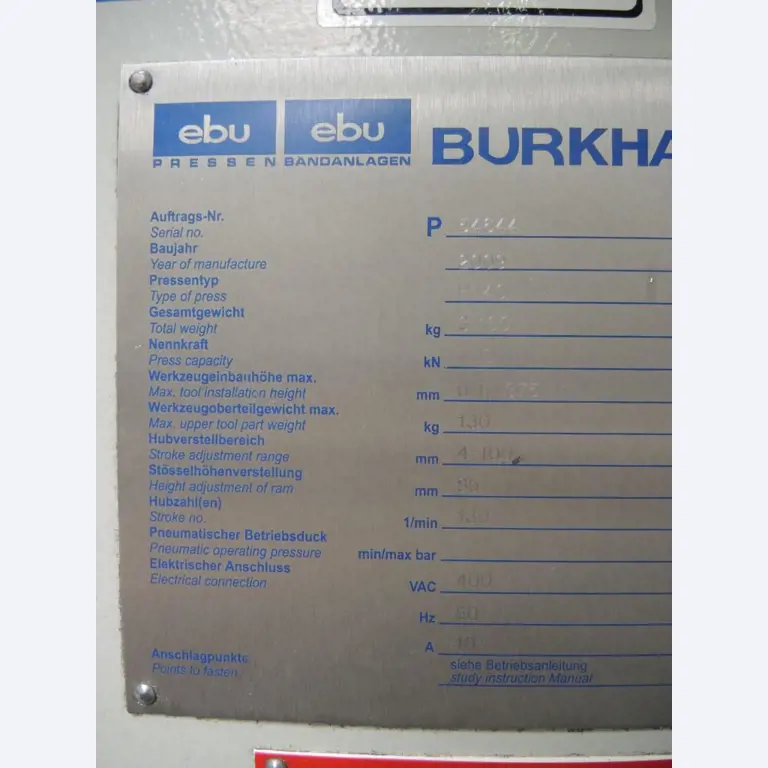 ebu ebu BURKHA
PRESSEN BANDANLAGEN
Auftrags-Nr. P
Serial no.
Baujahr
Year of manufacture
Pressentyp
Type of press
Gesamtgewicht
Total weight kg
Nennkraft
Press capacity kN
Werkzeugeinbauhöhe max.
Max. tool installation height mm 275
Werkzeugoberteilgewicht max.
Max. upper tool part weight kg 130
Hubverstellbereich
Stroke adjustment range mm
Stösselhöhenverstellung
Height adjustment of ram mm
Hubzahl(en)
Stroke no. 1/min
Pneumatischer Betriebsduck
Pneumatic operating pressure min/max bar
Elektrischer Anschluss
Electrical connection VAC 400
Hz
A
Anschlagpunkte
Points to fasten
siehe Betriebsanleitung
study instruction Manual